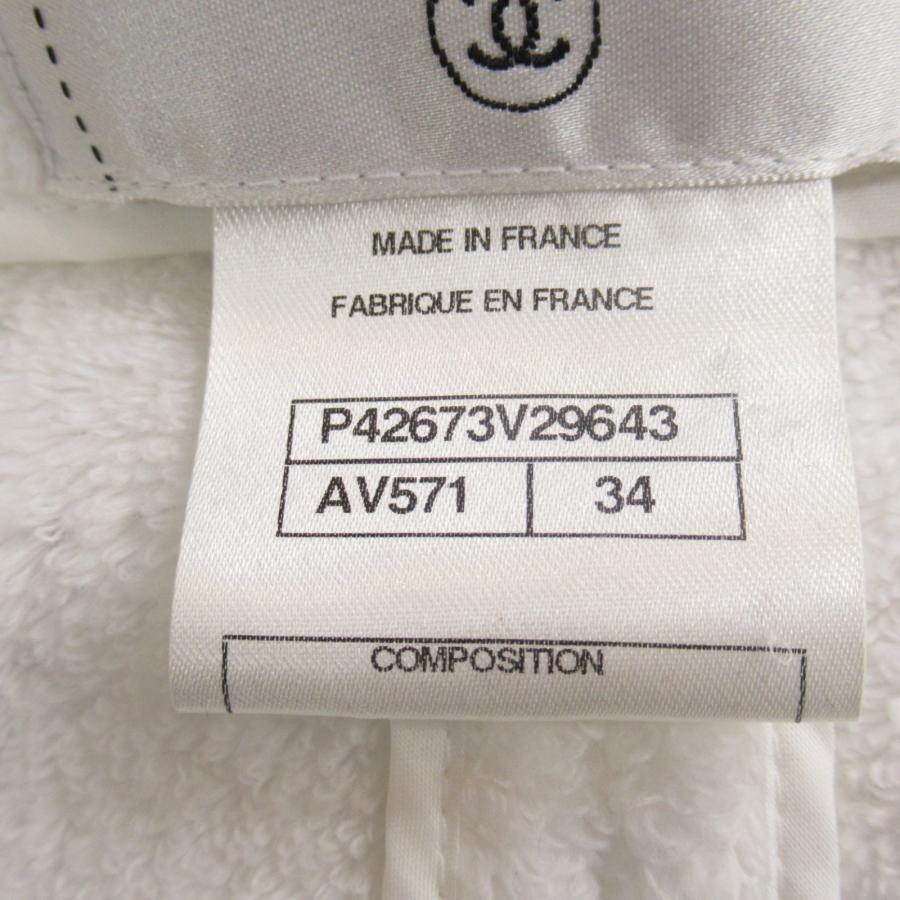 MADE IN FRANCE
FABRIQUE EN FRANCE
P42673V29643
AV571 34
COMPOSITION